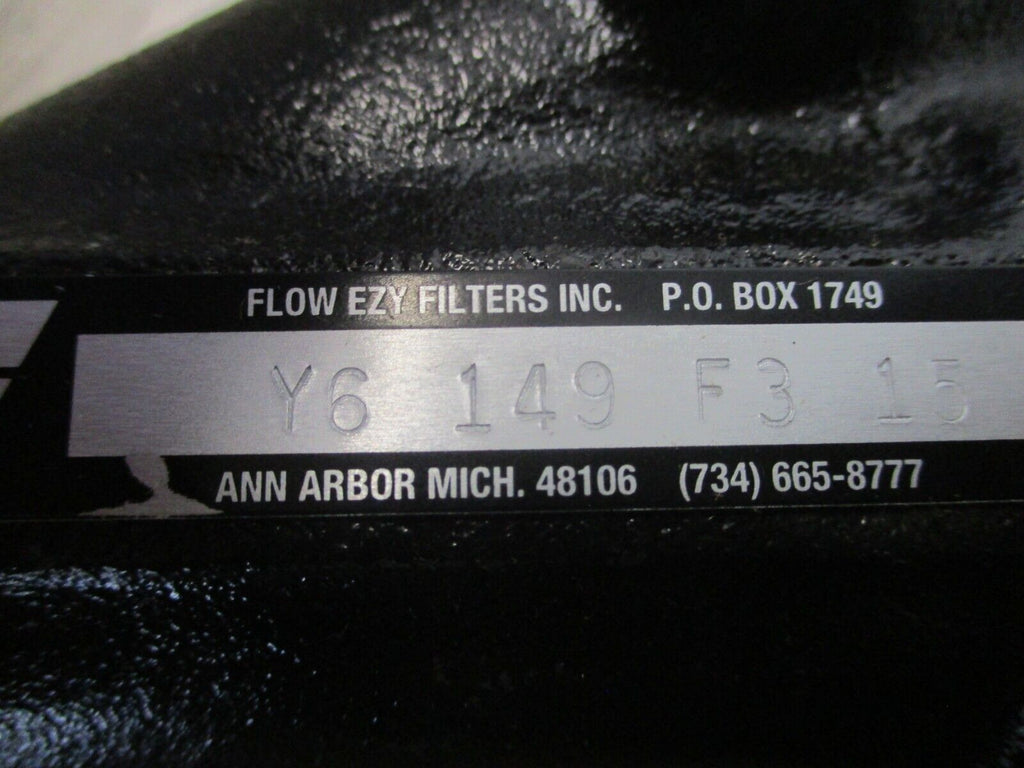 FLOW EZY FILTERS INC. P.O. BOX 1749
Y6 149 F3 15
ANN ARBOR MICH. 48106 (734) 665-8777